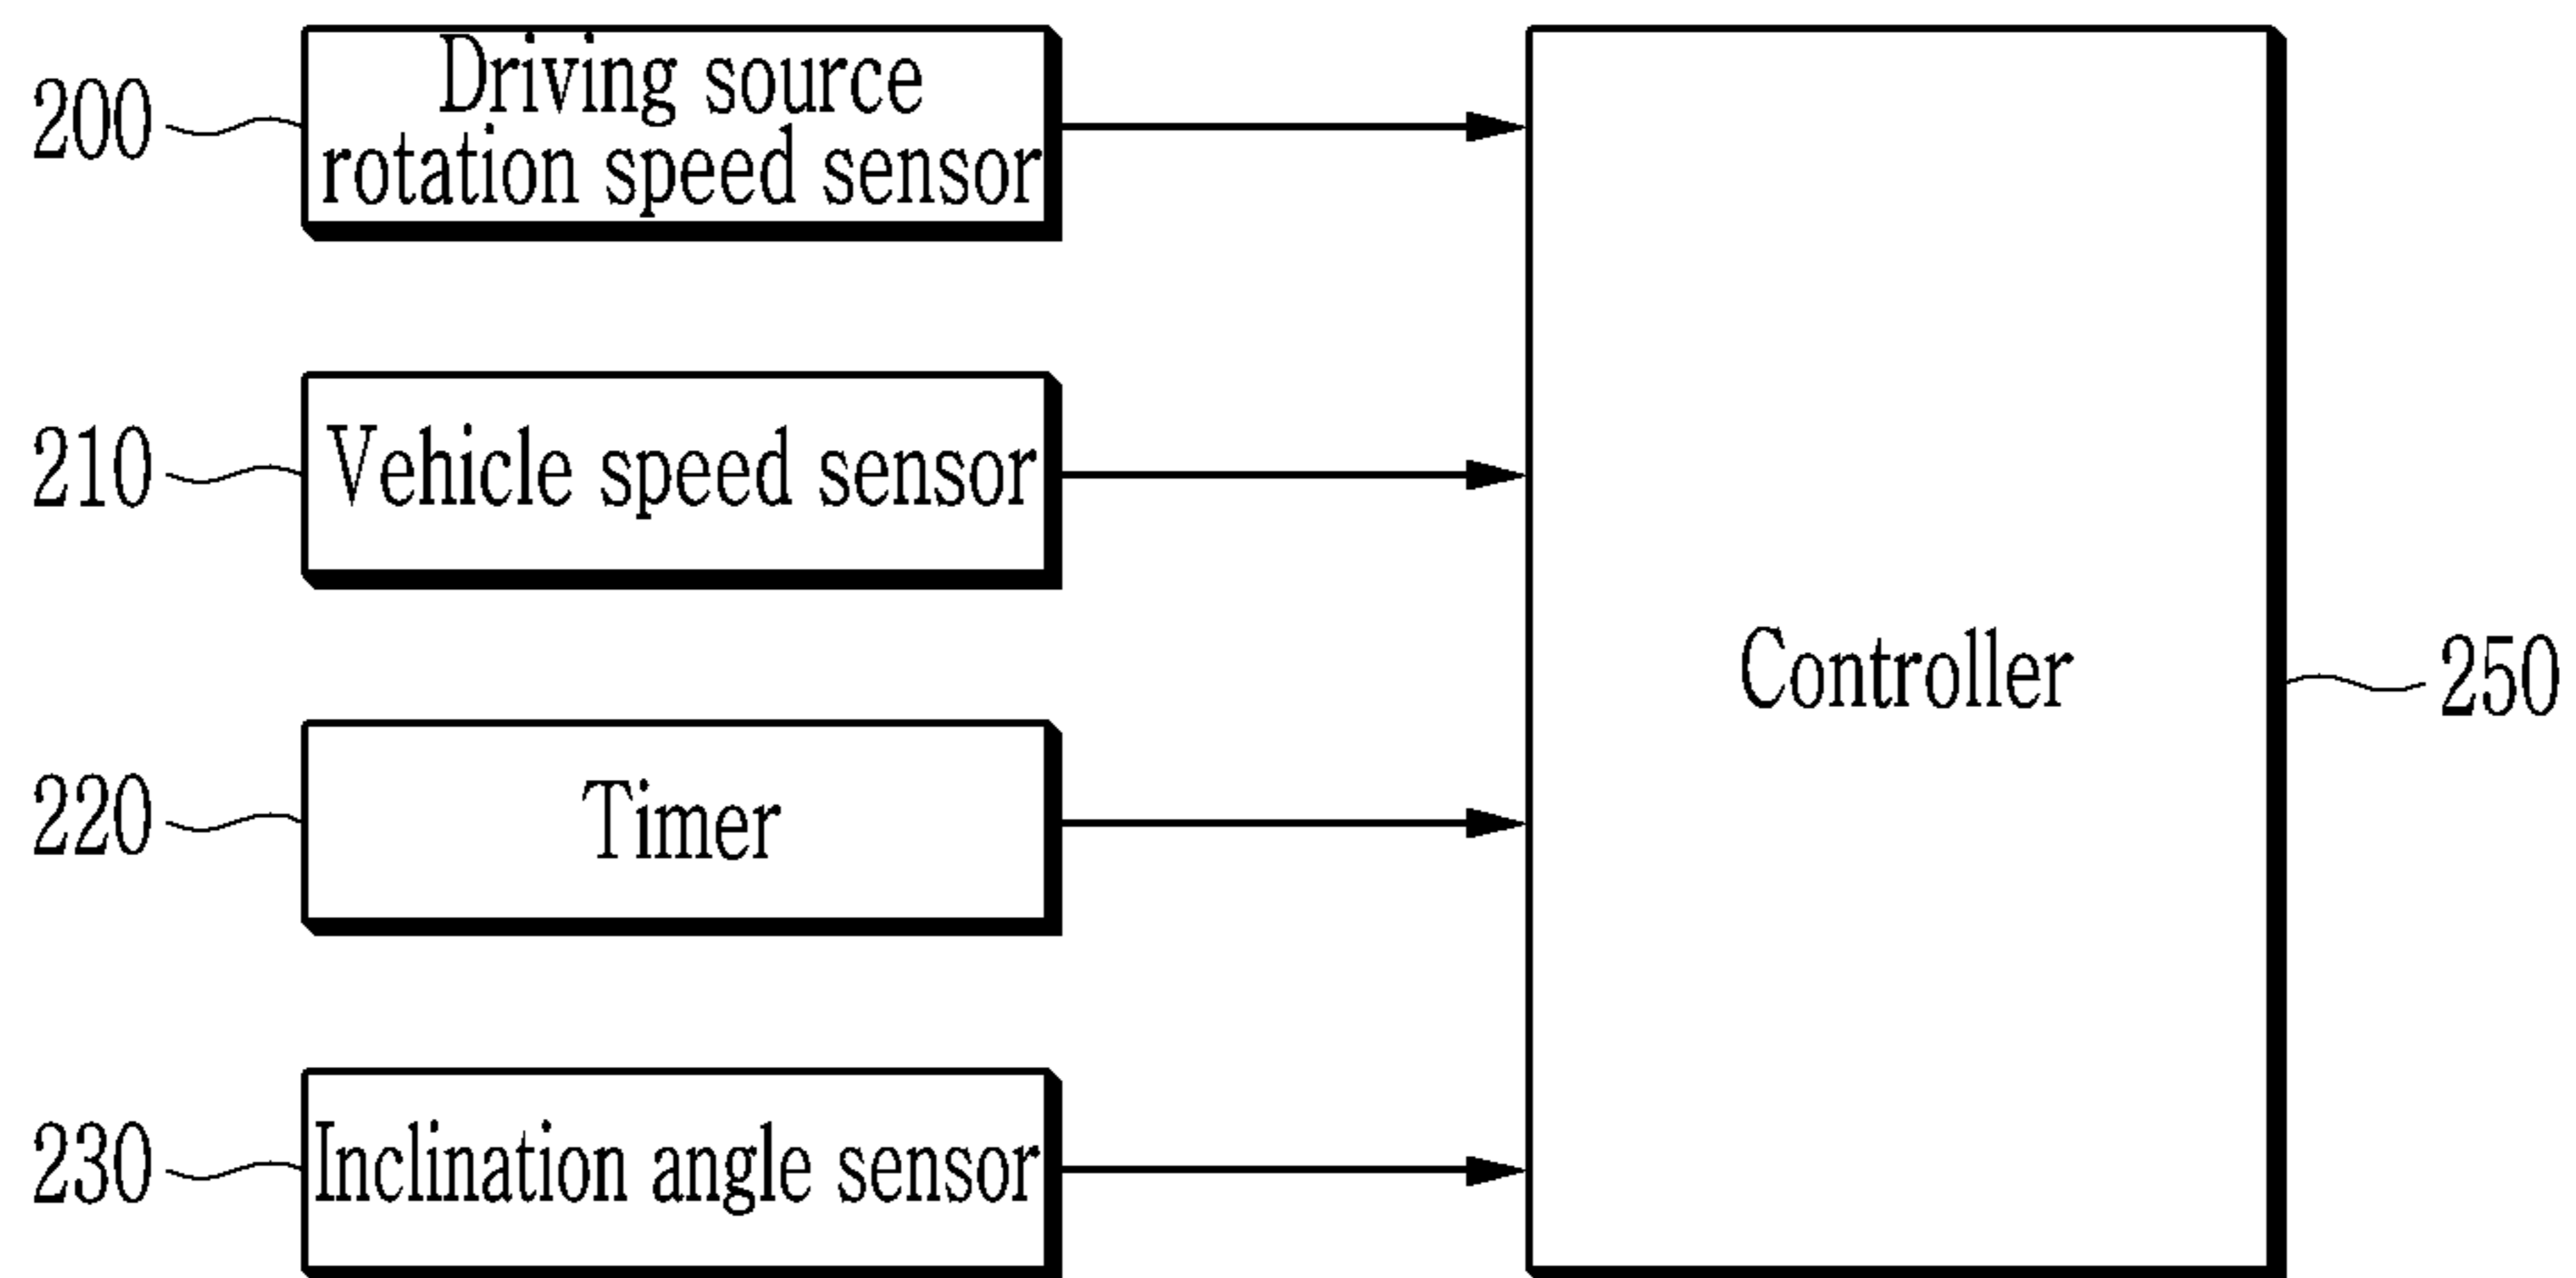 200
Driving source
rotation speed sensor
210
Vehicle speed sensor
220
Timer
230
Inclination angle sensor
Controller
250